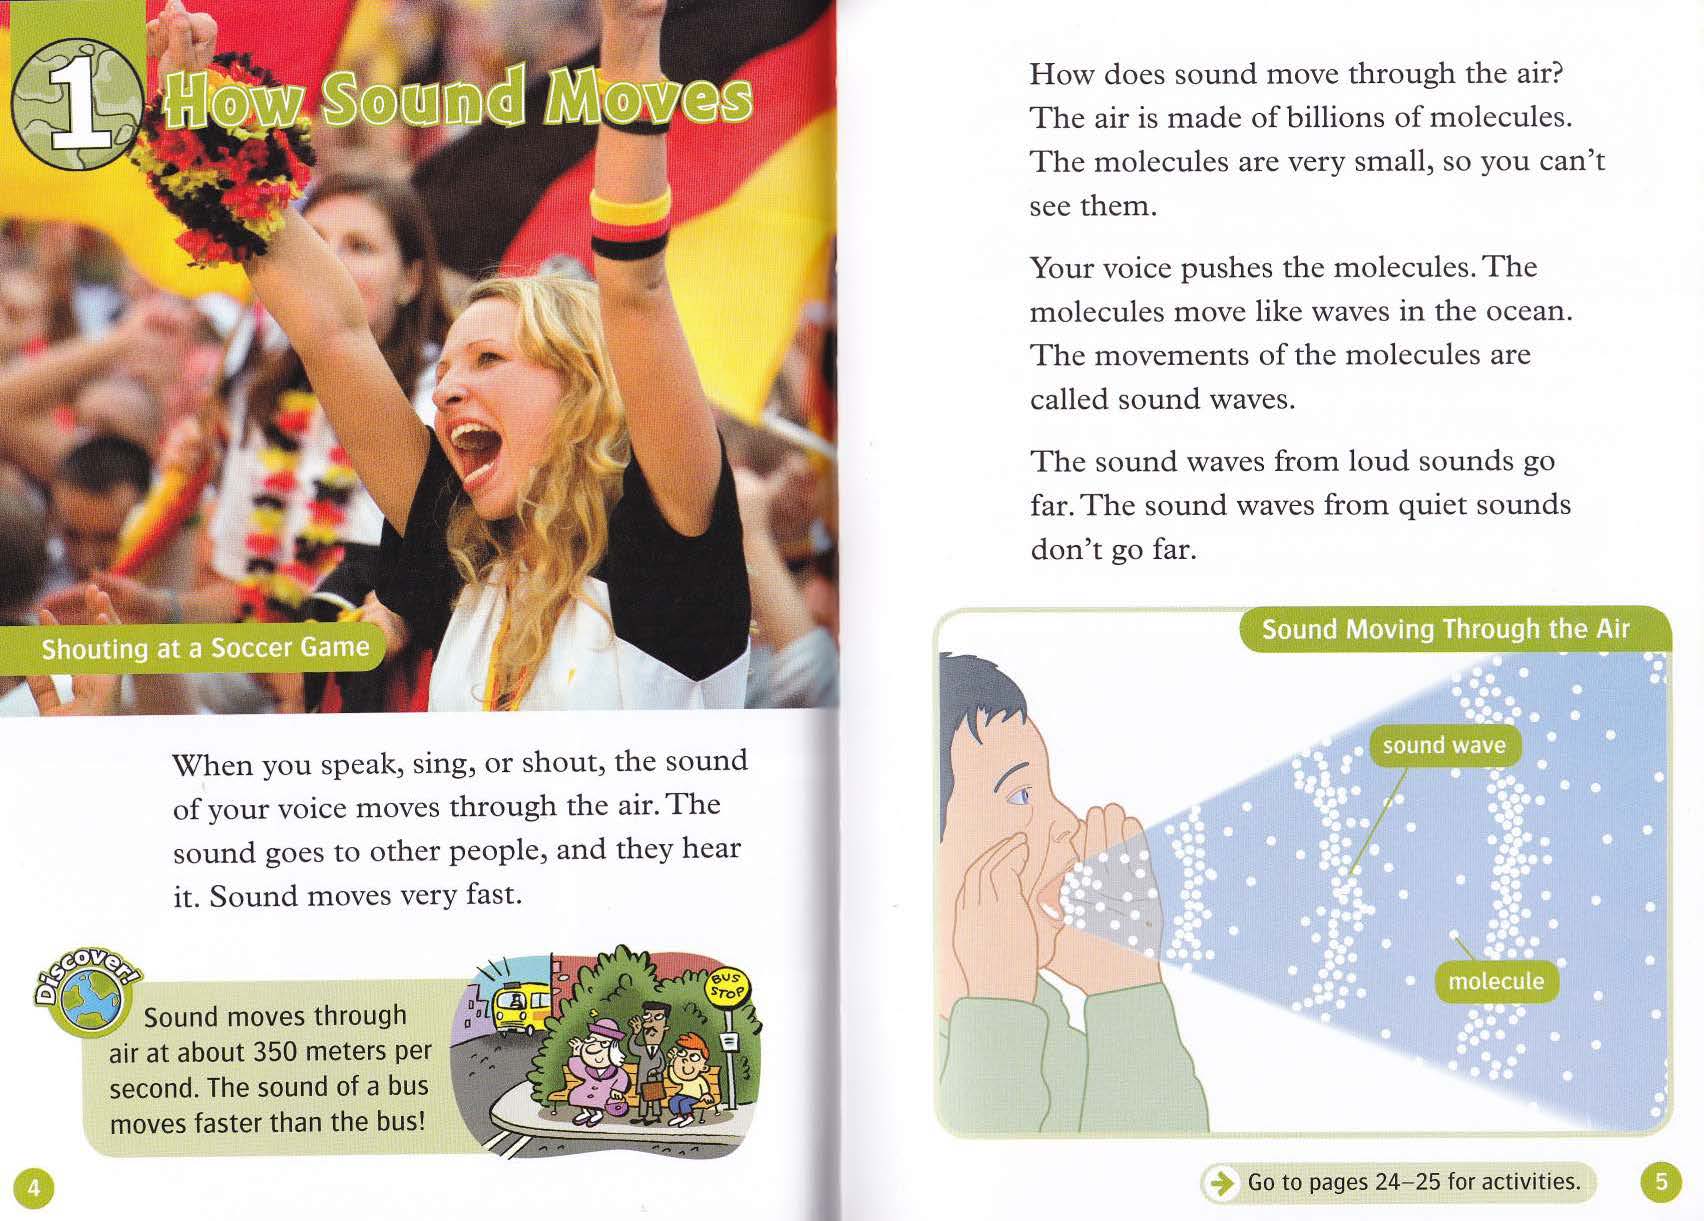 1 How Sound Moves
Shouting at a Soccer Game
When you speak, sing, or shout, the sound
of your voice moves through the air. The
sound goes to other people, and they hear
it. Sound moves very fast.
Discover!
Sound moves through
air at about 350 meters per
second. The sound of a bus
moves faster than the bus!
BUS
STOP
4
How does sound move through the air?
The air is made of billions of molecules.
The molecules are very small, so you can't
see them.
Your voice pushes the molecules. The
molecules move like waves in the ocean.
The movements of the molecules are
called sound waves.
The sound waves from loud sounds go
far. The sound waves from quiet sounds
don't go far.
Sound Moving Through the Air
sound wave
molecule
Go to pages 24–25 for activities.
5